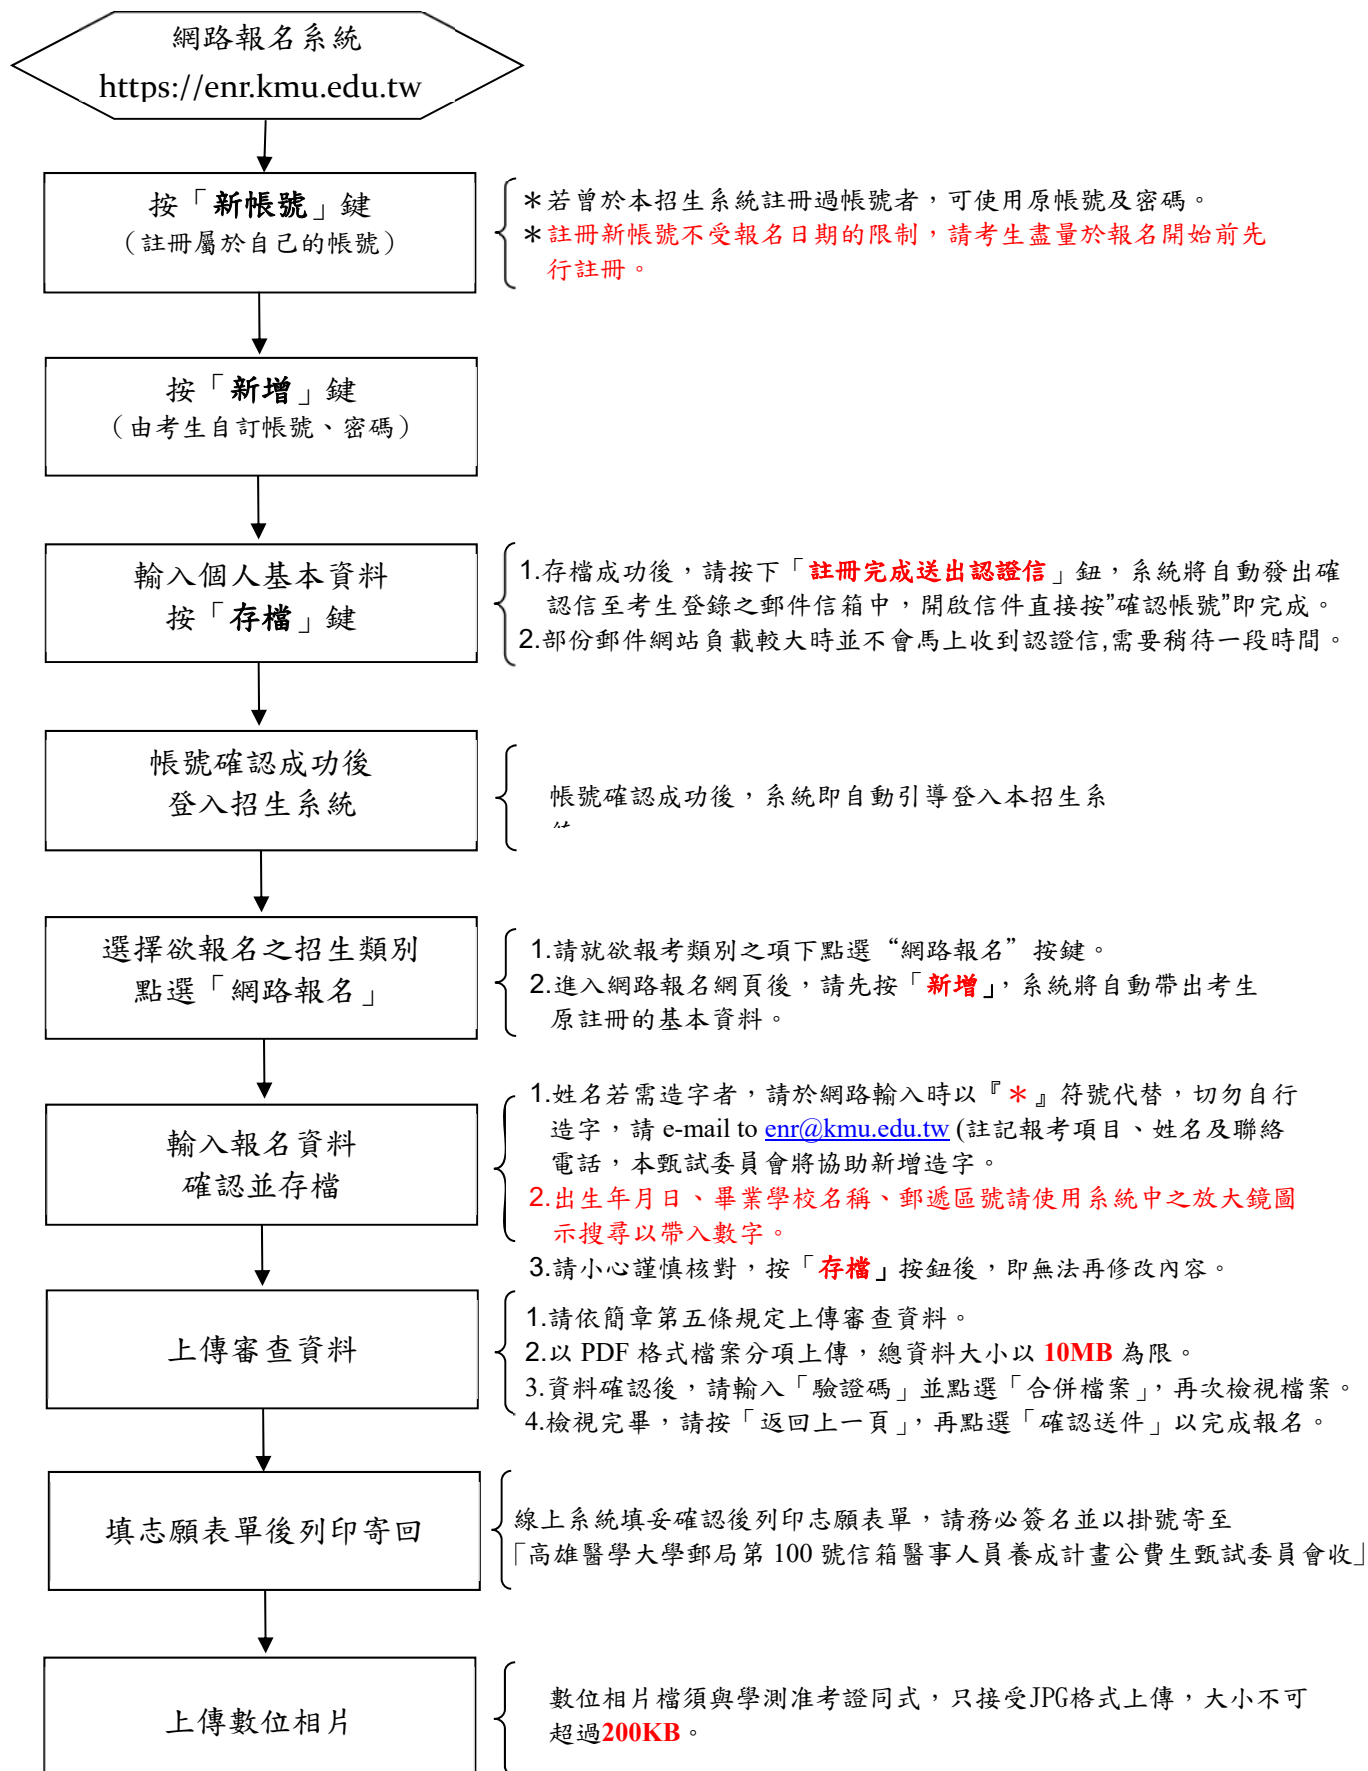 網路報名系統
https://enr.kmu.edu.tw
按「新帳號」鍵
（註冊屬於自己的帳號）
＊若曾於本招生系統註冊過帳號者，可使用原帳號及密碼。
＊註冊新帳號不受報名日期的限制，請考生盡量於報名開始前先
行註冊。
按「新增」鍵
（由考生自訂帳號、密碼）
輸入個人基本資料
按「存檔」鍵
1.存檔成功後，請按下「註冊完成送出認證信」鈕，系統將自動發出確
認信至考生登錄之郵件信箱中，開啟信件直接按”確認帳號”即完成。
2.部份郵件網站負載較大時並不會馬上收到認證信,需要稍待一段時間。
帳號確認成功後
登入招生系統
帳號確認成功後，系統即自動引導登入本招生系
選擇欲報名之招生類別
點選「網路報名」
1.請就欲報考類別之項下點選“網路報名”按鍵。
2.進入網路報名網頁後，請先按「新增」，系統將自動帶出考生
原註冊的基本資料。
輸入報名資料
確認並存檔
1.姓名若需造字者，請於網路輸入時以『＊』符號代替，切勿自行
造字，請 e-mail to enr@kmu.edu.tw (註記報考項目、姓名及聯絡
電話，本甄試委員會將協助新增造字。
2.出生年月日、畢業學校名稱、郵遞區號請使用系統中之放大鏡圖
示搜尋以帶入數字。
3.請小心謹慎核對，按「存檔」按鈕後，即無法再修改內容。
上傳審查資料
1.請依簡章第五條規定上傳審查資料。
2.以 PDF 格式檔案分項上傳，總資料大小以 10MB 為限。
3.資料確認後，請輸入「驗證碼」並點選「合併檔案」，再次檢視檔案。
4.檢視完畢，請按「返回上一頁」，再點選「確認送件」以完成報名。
填志願表單後列印寄回
線上系統填妥確認後列印志願表單，請務必簽名並以掛號寄至
「高雄醫學大學郵局第 100 號信箱醫事人員養成計畫公費生甄試委員會收」
上傳數位相片
數位相片檔須與學測准考證同式，只接受JPG格式上傳，大小不可
超過200KB。